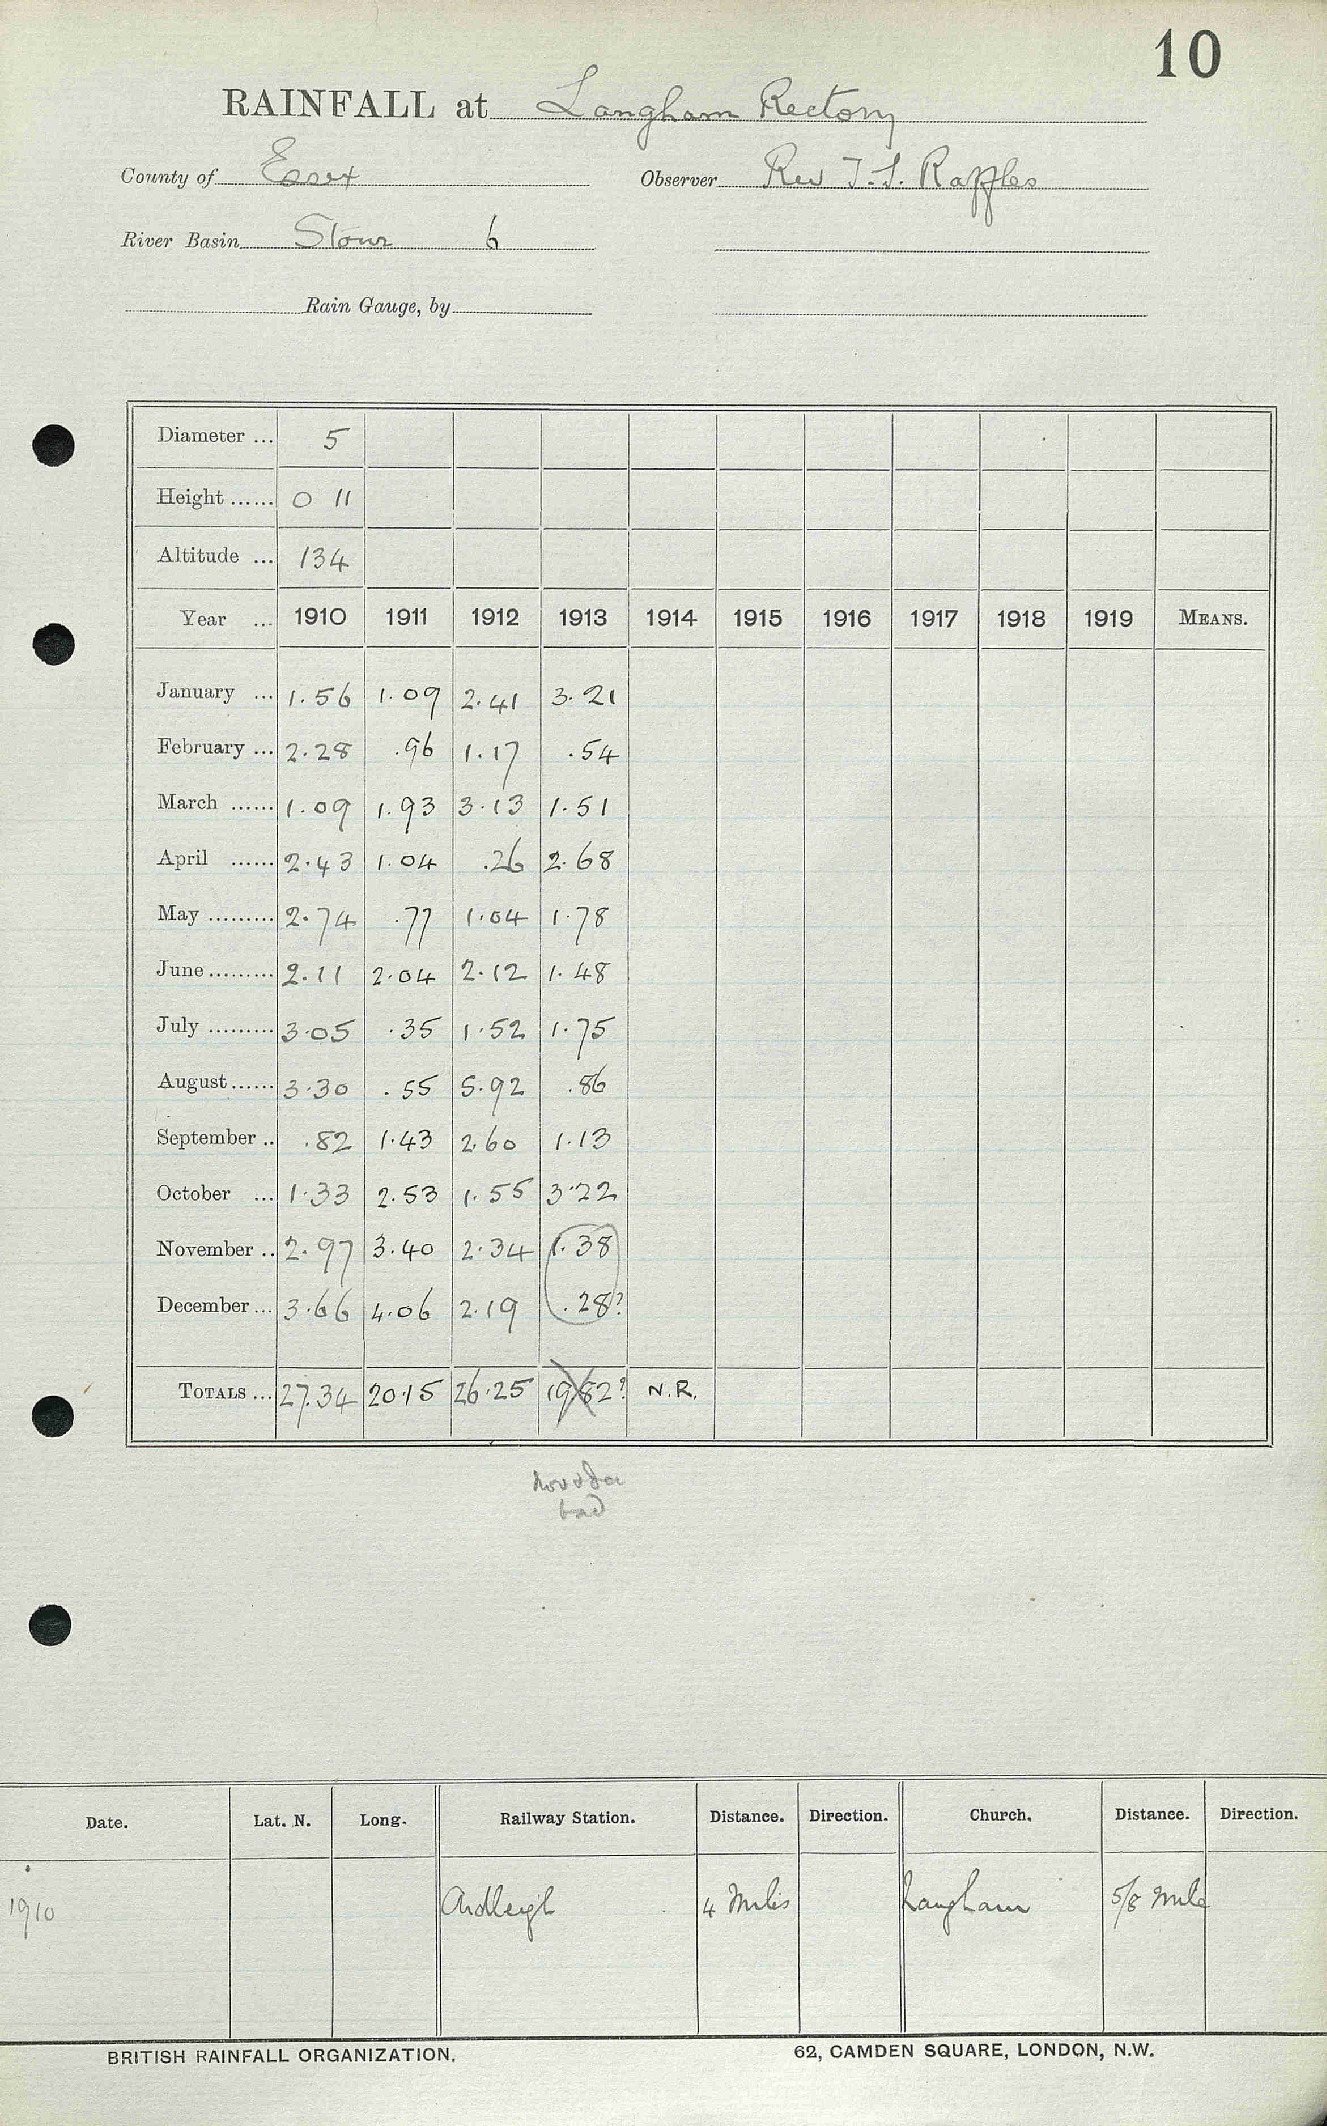 10
RAINFALL at Langham Rectory
County of Essex Observer Rev T. S. Raffles
River Basin Stour 6
Rain Gauge, by
Diameter ... 5
Height ...... 0 11
Altitude ... 134
Year ... 1910 1911 1912 1913 1914 1915 1916 1917 1918 1919 MEANS.
January ... 1.56 1.09 2.41 3.21
February ... 2.28 .96 1.17 .54
March ...... 1.09 1.93 3.13 1.51
April ...... 2.43 1.04 .26 2.68
May ......... 2.74 .77 1.04 1.78
June ......... 2.11 2.04 2.12 1.48
July ......... 3.05 .35 1.52 1.75
August ...... 3.30 .55 5.92 .86
September .. .82 1.43 2.60 1.13
October ... 1.33 2.53 1.55 3.22
November .. 2.97 3.40 2.34 1.38
December ... 3.66 4.06 2.19 .28?
TOTALS ... 27.34 20.15 26.25 19.82? N.R.
bad
Date. Lat. N. Long. Railway Station. Distance. Direction. Church. Distance. Direction.
1910 Ardleigh 4 Miles Langham 5/8 mile
BRITISH RAINFALL ORGANIZATION. 62, CAMDEN SQUARE, LONDON, N.W.